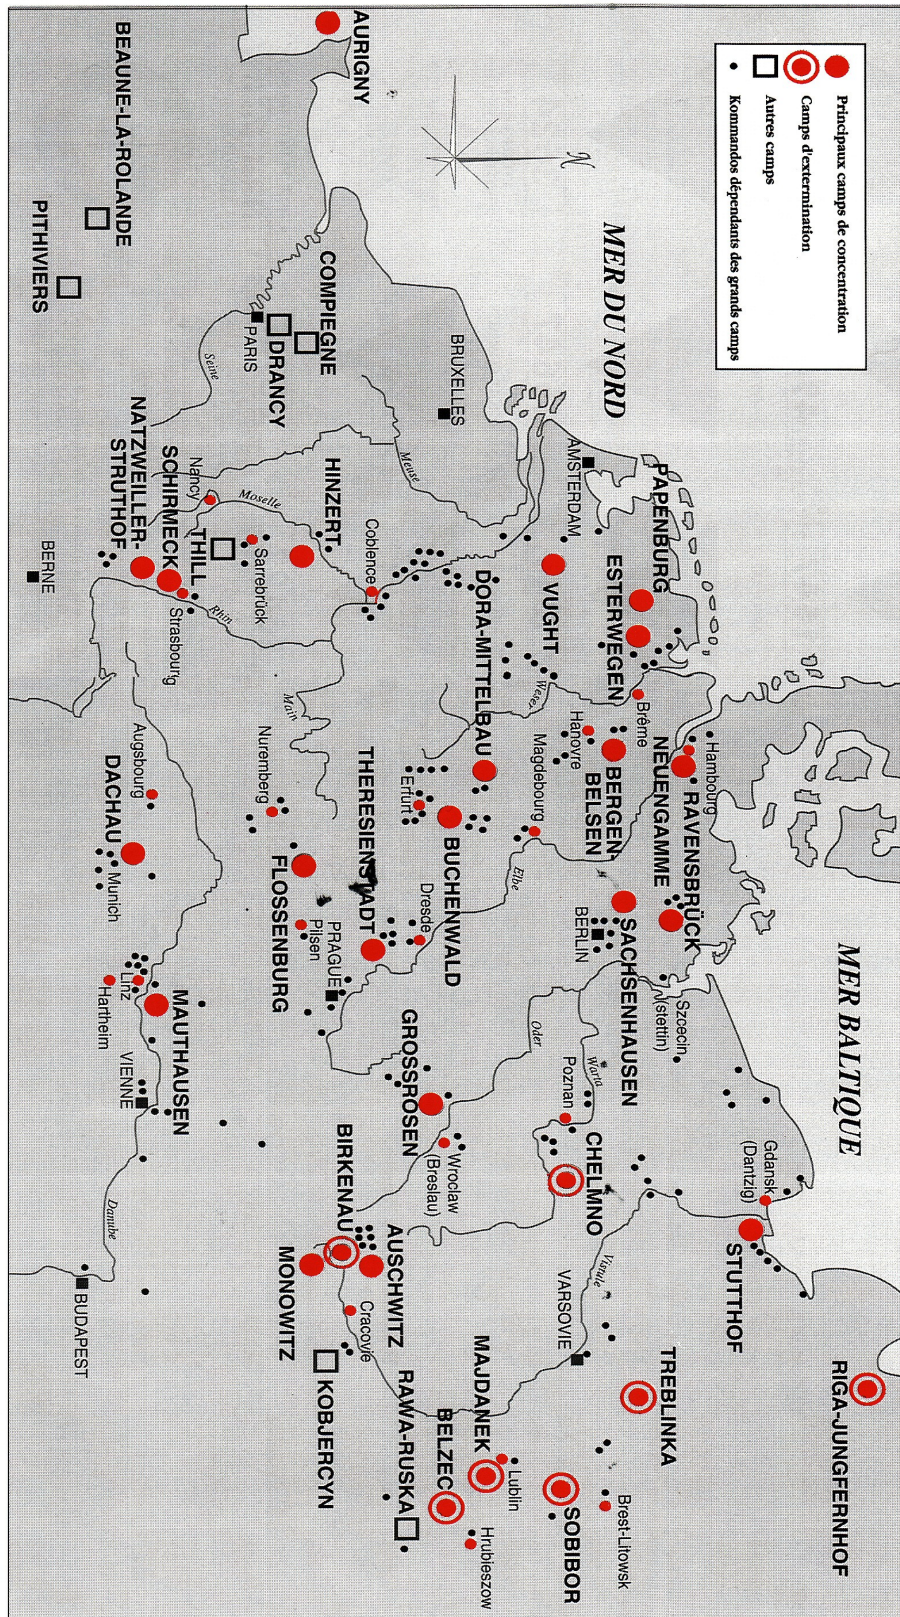 Principaux camps de concentration
Camps d'extermination
Autres camps
Kommandos dépendants des grands camps
N
MER DU NORD
MER BALTIQUE
AURIGNY
BEAUNE-LA-ROLANDE
PITHIVIERS
COMPIEGNE
DRANCY
PARIS
Seine
BRUXELLES
Meuse
AMSTERDAM
PAPENBURG
ESTERWEGEN
VUGHT
HINZERT
Coblence
Moselle
Nancy
THILL
Sarrebrück
SCHIRMECK
NATZWEILLER-
STRUTHOF
Strasbourg
Rhin
BERNE
Main
DORA-MITTELBAU
Weser
Brême
Hambourg
NEUENGAMME
RAVENSBRÜCK
Hanovre
BERGEN-
BELSEN
Magdebourg
Erfurt
BUCHENWALD
Elbe
SACHSENHAUSEN
BERLIN
Szcecin
(stettin)
THERESIENSTADT
Dresde
Nuremberg
FLOSSENBURG
Pilsen
PRAGUE
Augsbourg
DACHAU
Munich
Linz
Hartheim
MAUTHAUSEN
VIENNE
Danube
BUDAPEST
GROSSROSEN
Wroclaw
(Breslau)
Oder
Warta
Poznan
CHELMNO
Gdansk
(Dantzig)
STUTTHOF
RIGA-JUNGFERNHOF
Vistule
VARSOVIE
TREBLINKA
BIRKENAU
AUSCHWITZ
MONOWITZ
Cracovie
KOBJERCYN
RAWA-RUSKA
BELZEC
MAJDANEK
Lublin
SOBIBOR
Brest-Litowsk
Hrubieszow